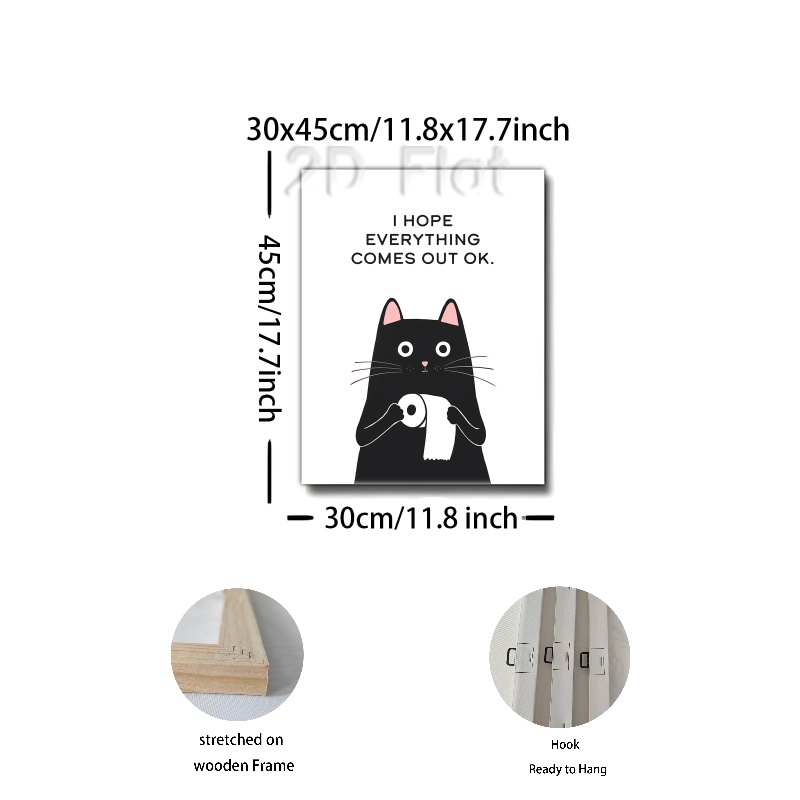 30x45cm/11.8x17.7inch
2D Flat
I HOPE
EVERYTHING
COMES OUT OK.
45cm/17.7inch
30cm/11.8 inch
stretched on
wooden Frame
Hook
Ready to Hang